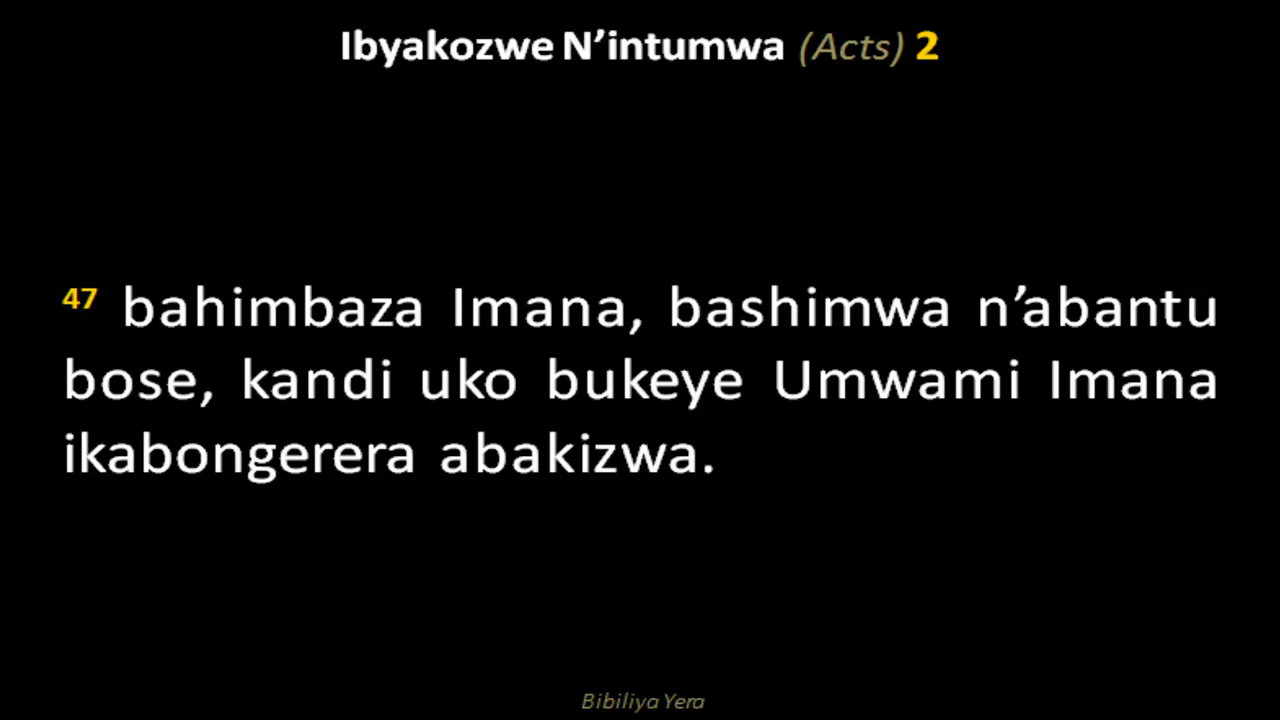 Ibyakozwe N’intumwa (Acts) 2
47 bahimbaza Imana, bashimwa n’abantu
bose, kandi uko bukeye Umwami Imana
ikabongerera abakizwa.
Bibiliya Yera